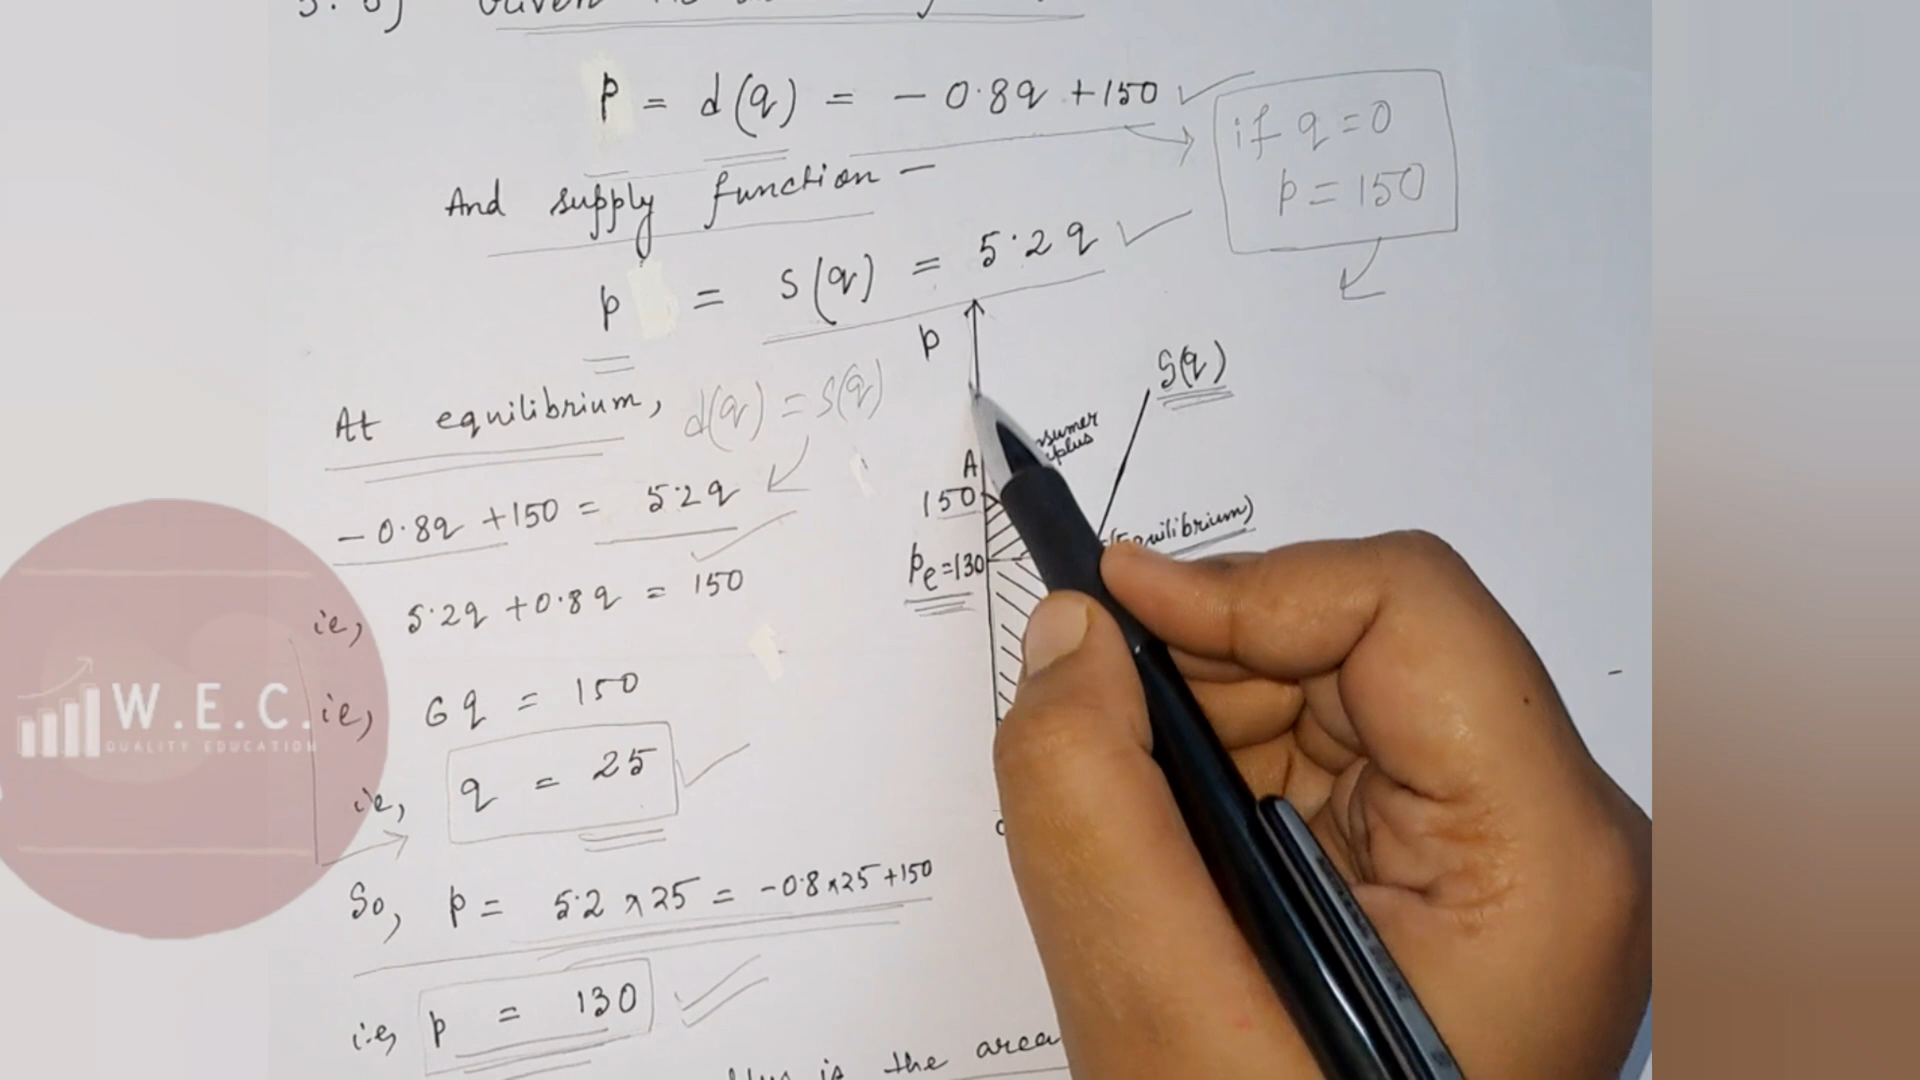 P = d(q) = - 0.8q + 150
if q = 0
p = 150
And supply function -
p = s(q) = 5.2q
At equilibrium, d(q) = s(q)
- 0.8q + 150 = 5.2q
ie, 5.2q + 0.8q = 150
ie, 6q = 150
ie, q = 25
So, p = 5.2 × 25 = -0.8×25 + 150
i.e, p = 130
is the area
p
S(q)
A
150
Pe = 130
W.E.C.
QUALITY EDUCATION